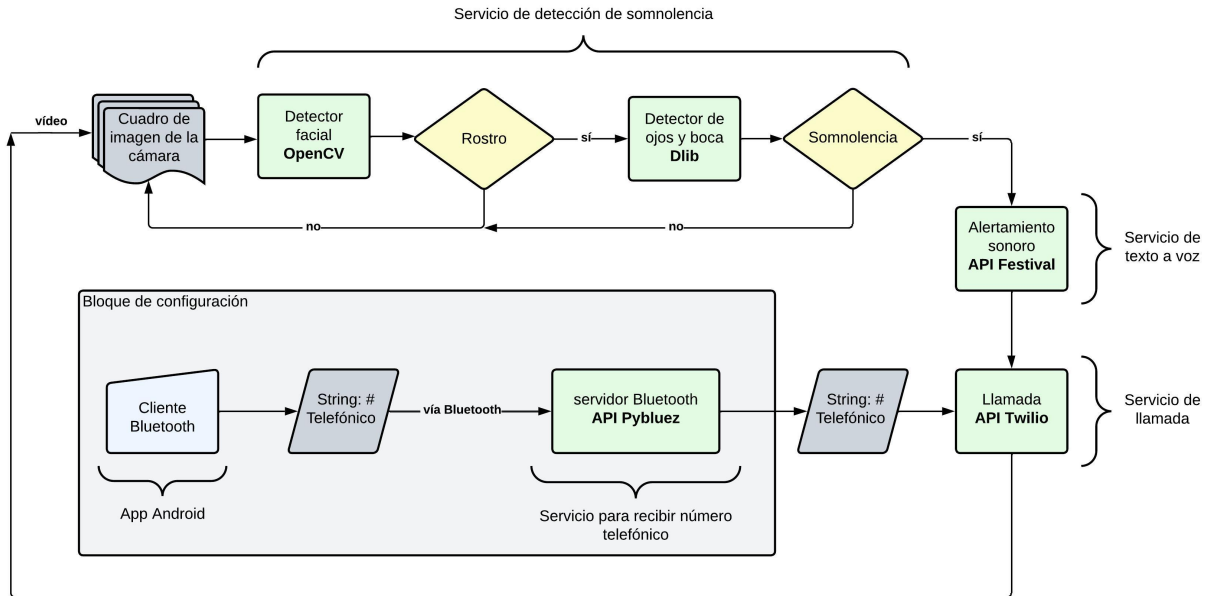 Servicio de detección de somnolencia
vídeo
Cuadro de
imagen de la
cámara
Detector
facial
OpenCV
Rostro
sí
Detector de
ojos y boca
Dlib
Somnolencia
sí
no
no
Alertamiento
sonoro
API Festival
Servicio de
texto a voz
Bloque de configuración
Cliente
Bluetooth
String: #
Telefónico
vía Bluetooth
servidor Bluetooth
API Pybluez
String: #
Telefónico
Llamada
API Twilio
Servicio de
llamada
App Android
Servicio para recibir número
telefónico